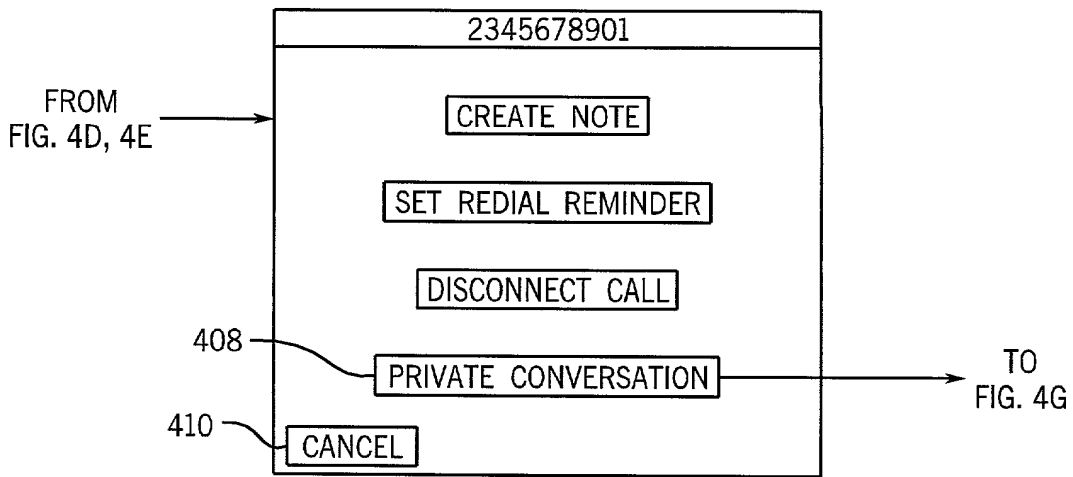 2345678901
FROM
FIG. 4D, 4E
CREATE NOTE
SET REDIAL REMINDER
DISCONNECT CALL
408
PRIVATE CONVERSATION
TO
FIG. 4G
410
CANCEL